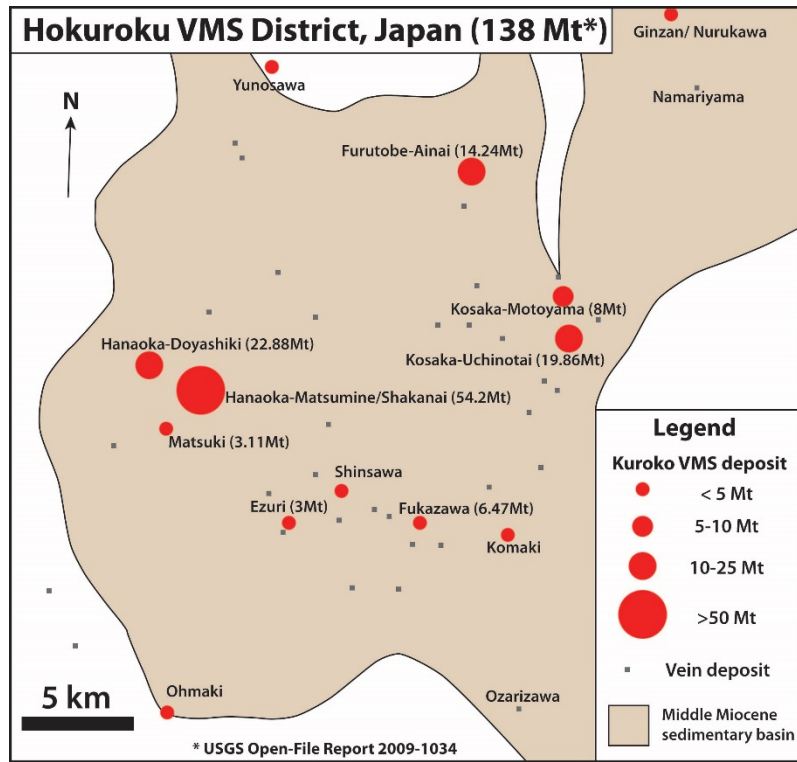 Hokuroku VMS District, Japan (138 Mt*)
Ginzan/ Nurukawa
Yunosawa
Namariyama
N
Furutobe-Ainai (14.24Mt)
Kosaka-Motoyama (8Mt)
Hanaoka-Doyashiki (22.88Mt)
Kosaka-Uchinotai (19.86Mt)
Hanaoka-Matsumine/Shakanai (54.2Mt)
Matsuki (3.11Mt)
Shinsawa
Ezuri (3Mt)
Fukazawa (6.47Mt)
Komaki
Ohmaki
Ozarizawa
5 km
* USGS Open-File Report 2009-1034
Legend
Kuroko VMS deposit
< 5 Mt
5-10 Mt
10-25 Mt
>50 Mt
Vein deposit
Middle Miocene
sedimentary basin